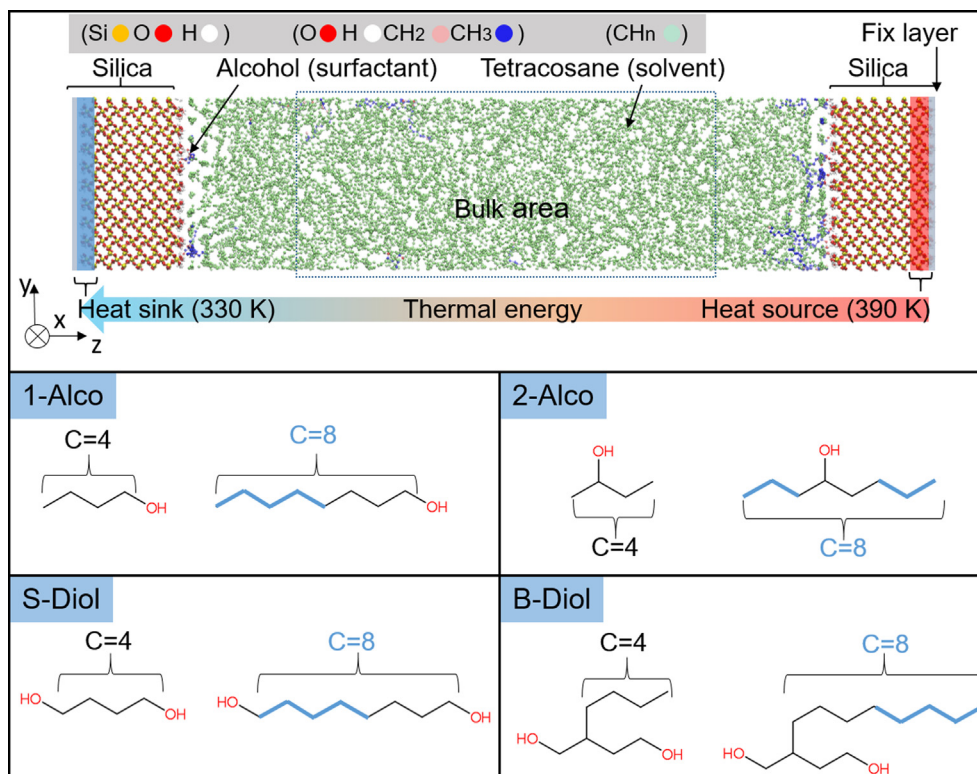 (Si O H ) (O H CH2 CH3 ) (CHn )
Fix layer
Silica Alcohol (surfactant) Tetracosane (solvent) Silica
Bulk area
y
x
z
Heat sink (330 K) Thermal energy Heat source (390 K)
1-Alco
C=4
C=8
OH
OH
2-Alco
OH
OH
C=4
C=8
S-Diol
C=4
C=8
HO
OH
HO
OH
B-Diol
C=4
C=8
HO
OH
HO
OH